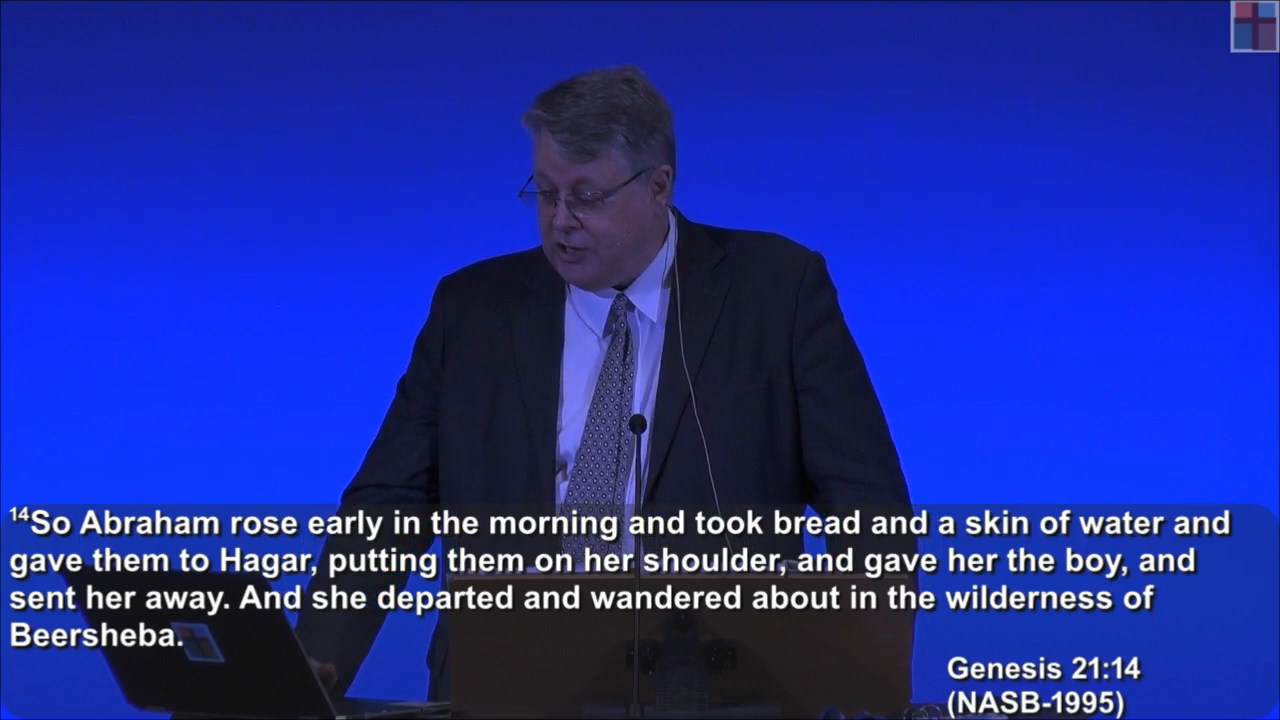 ¹⁴So Abraham rose early in the morning and took bread and a skin of water and
gave them to Hagar, putting them on her shoulder, and gave her the boy, and
sent her away. And she departed and wandered about in the wilderness of
Beersheba.
Genesis 21:14
(NASB-1995)